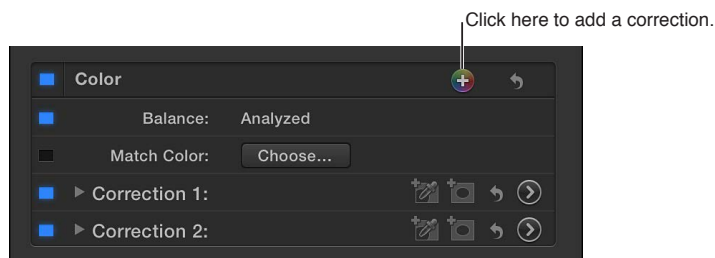 Click here to add a correction.
Color
Balance: Analyzed
Match Color: Choose...
Correction 1:
Correction 2: